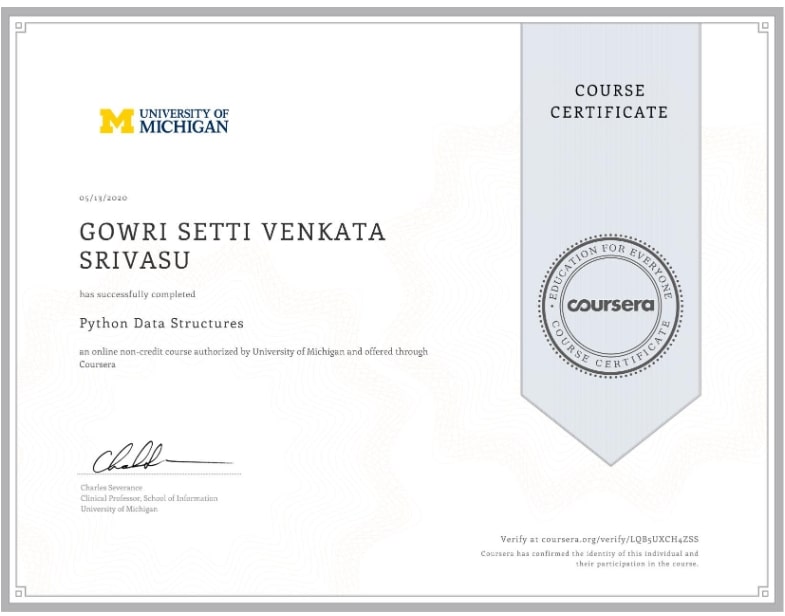 UNIVERSITY OF
MICHIGAN
COURSE
CERTIFICATE
05/13/2020
GOWRI SETTI VENKATA
SRIVASU
has successfully completed
Python Data Structures
an online non-credit course authorized by University of Michigan and offered through
Coursera
EDUCATION FOR EVERYONE
coursera
COURSE CERTIFICATE
Charles Severance
Clinical Professor, School of Information
University of Michigan
Verify at coursera.org/verify/LQB5UXCH4ZSS
Coursera has confirmed the identity of this individual and
their participation in the course.